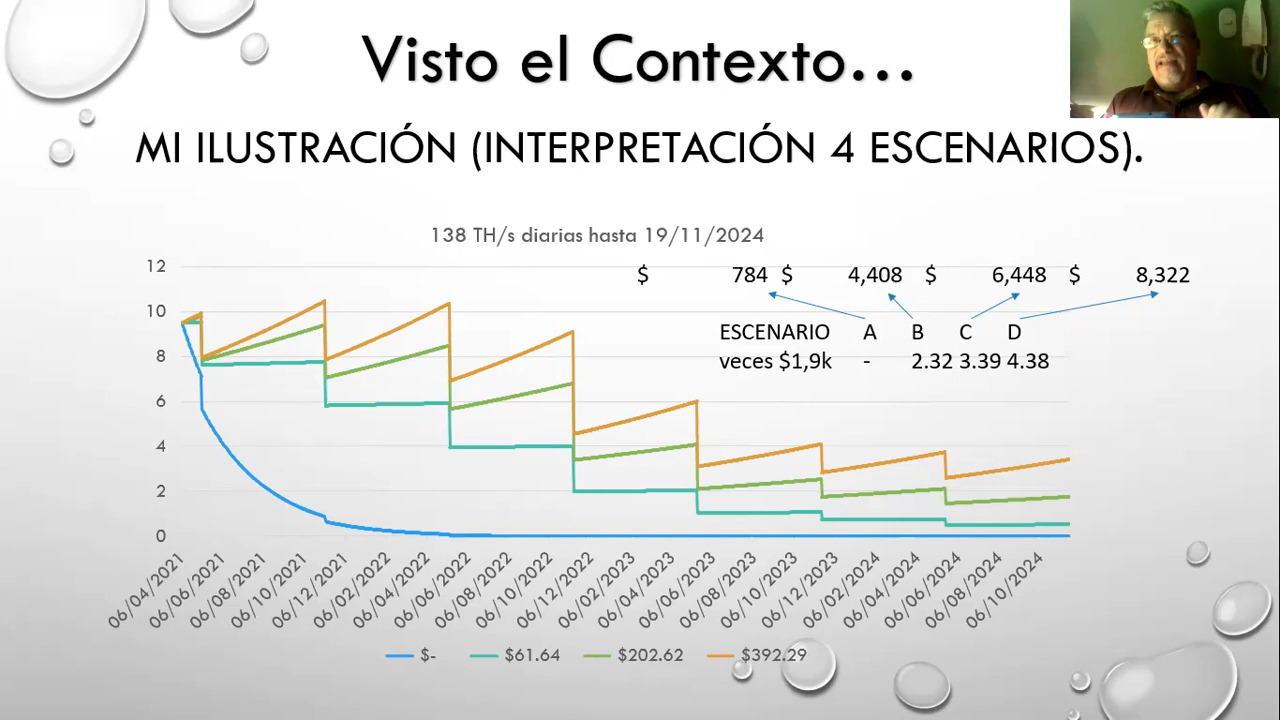 Visto el Contexto...
MI ILUSTRACIÓN (INTERPRETACIÓN 4 ESCENARIOS).
138 TH/s diarias hasta 19/11/2024
$ 784 $ 4,408 $ 6,448 $ 8,322
ESCENARIO A B C D
veces $1,9k - 2.32 3.39 4.38
12
10
8
6
4
2
0
06/04/2021 06/06/2021 06/08/2021 06/10/2021 06/12/2021 06/02/2022 06/04/2022 06/06/2022 06/08/2022 06/10/2022 06/12/2022 06/02/2023 06/04/2023 06/06/2023 06/08/2023 06/10/2023 06/12/2023 06/02/2024 06/04/2024 06/06/2024 06/08/2024 06/10/2024
$- $61.64 $202.62 $392.29